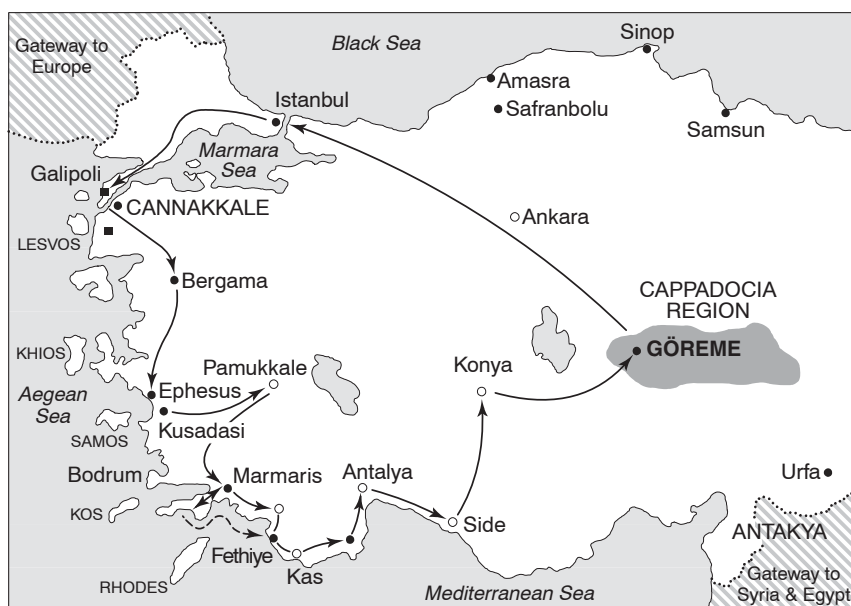 Gateway to
Europe
Black Sea
Sinop
Amasra
Safranbolu
Samsun
Istanbul
Marmara
Sea
Galipoli
CANNAKKALE
LESVOS
Ankara
Bergama
CAPPADOCIA
REGION
GÖREME
KHIOS
Pamukkale
Konya
Aegean
Sea
Ephesus
Kusadasi
SAMOS
Bodrum
Marmaris
Antalya
Urfa
KOS
Side
ANTAKYA
Fethiye
Kas
RHODES
Mediterranean Sea
Gateway to
Syria & Egypt